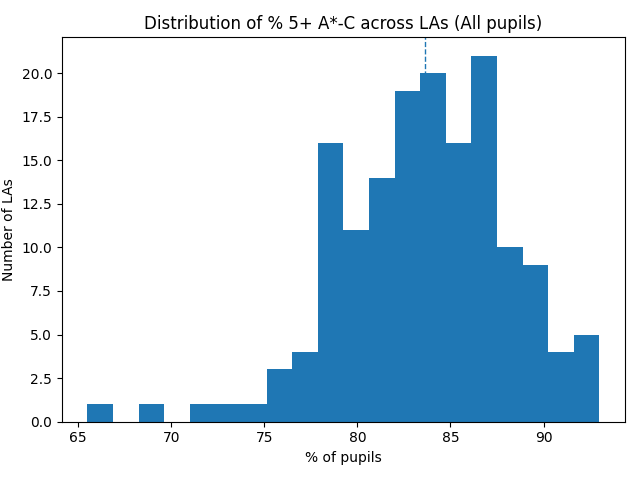 Distribution of % 5+ A*-C across LAs (All pupils)
Number of LAs
20.0
17.5
15.0
12.5
10.0
7.5
5.0
2.5
0.0
65 70 75 80 85 90
% of pupils